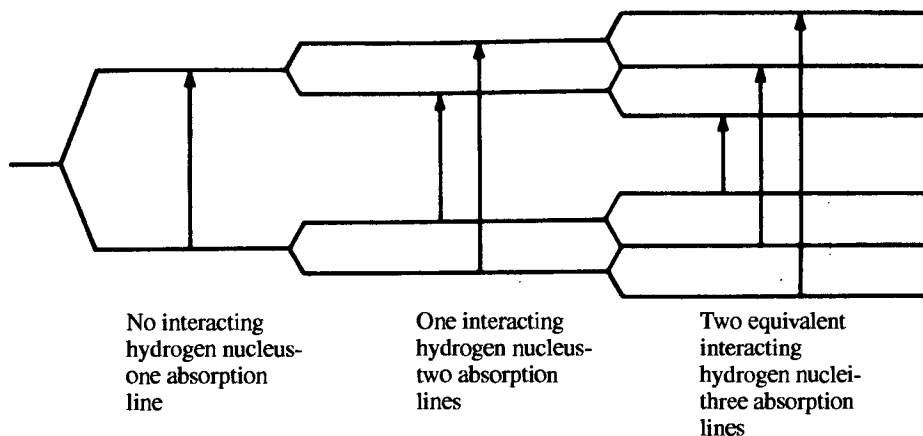 No interacting
hydrogen nucleus-
one absorption
line
One interacting
hydrogen nucleus-
two absorption
lines
Two equivalent
interacting
hydrogen nuclei-
three absorption
lines